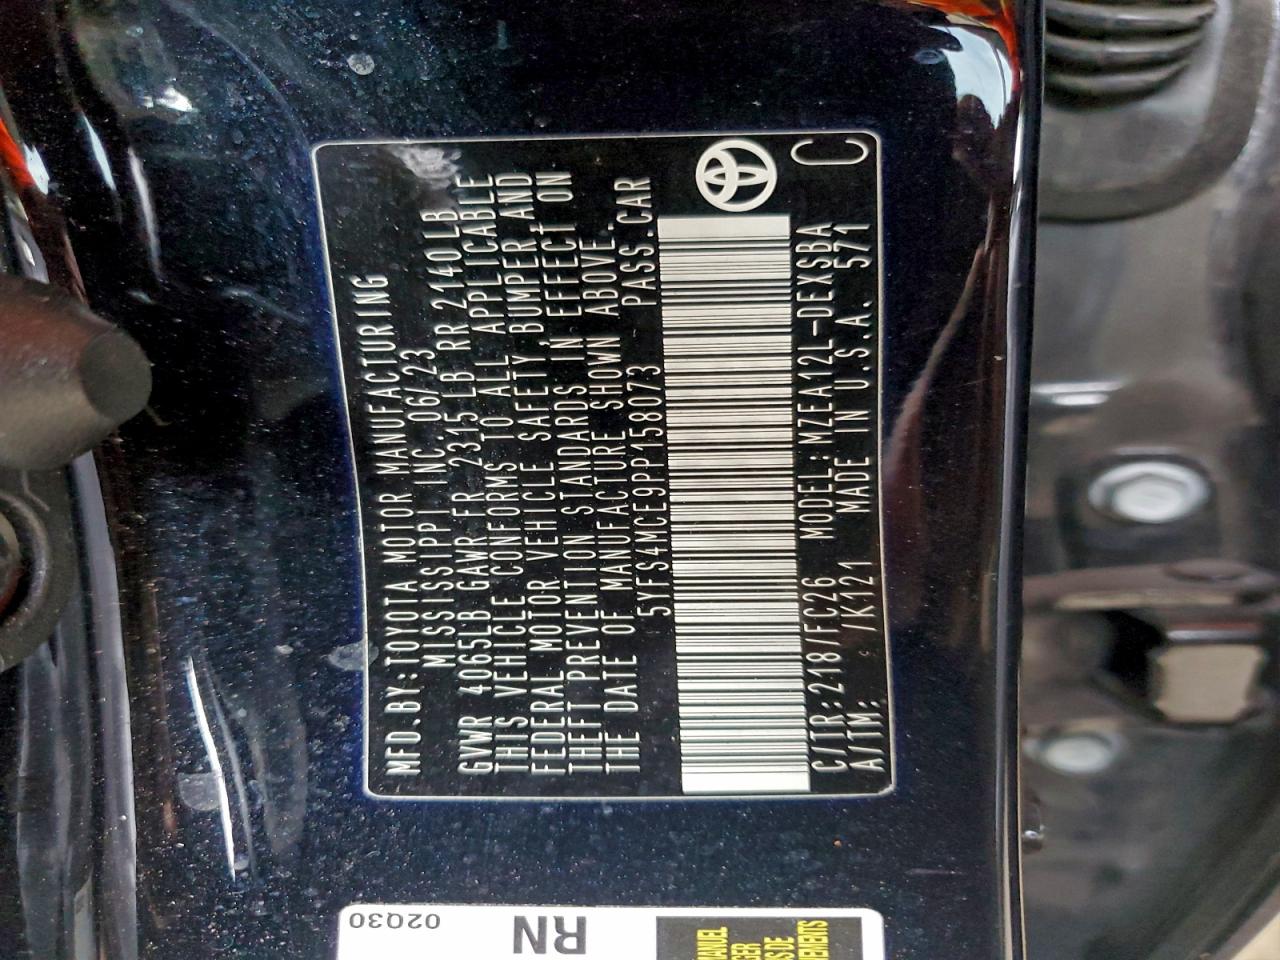 MFD.BY:TOYOTA MOTOR MANUFACTURING
MISSISSIPPI INC. 06/23
GVWR 4065LB GAWR FR 2315 LB RR 2140LB
THIS VEHICLE CONFORMS TO ALL APPLICABLE
FEDERAL MOTOR VEHICLE SAFETY,BUMPER,AND
THEFT PREVENTION STANDARDS IN EFFECT ON
THE DATE OF MANUFACTURE SHOWN ABOVE.
5YFS4MCE9PP158073 PASS.CAR
C/TR:218/FC26 MODEL:MZEA12L-DEXSBA
A/TM: /K121 MADE IN U.S.A. 571
C
02Q30
RN
MANUEL